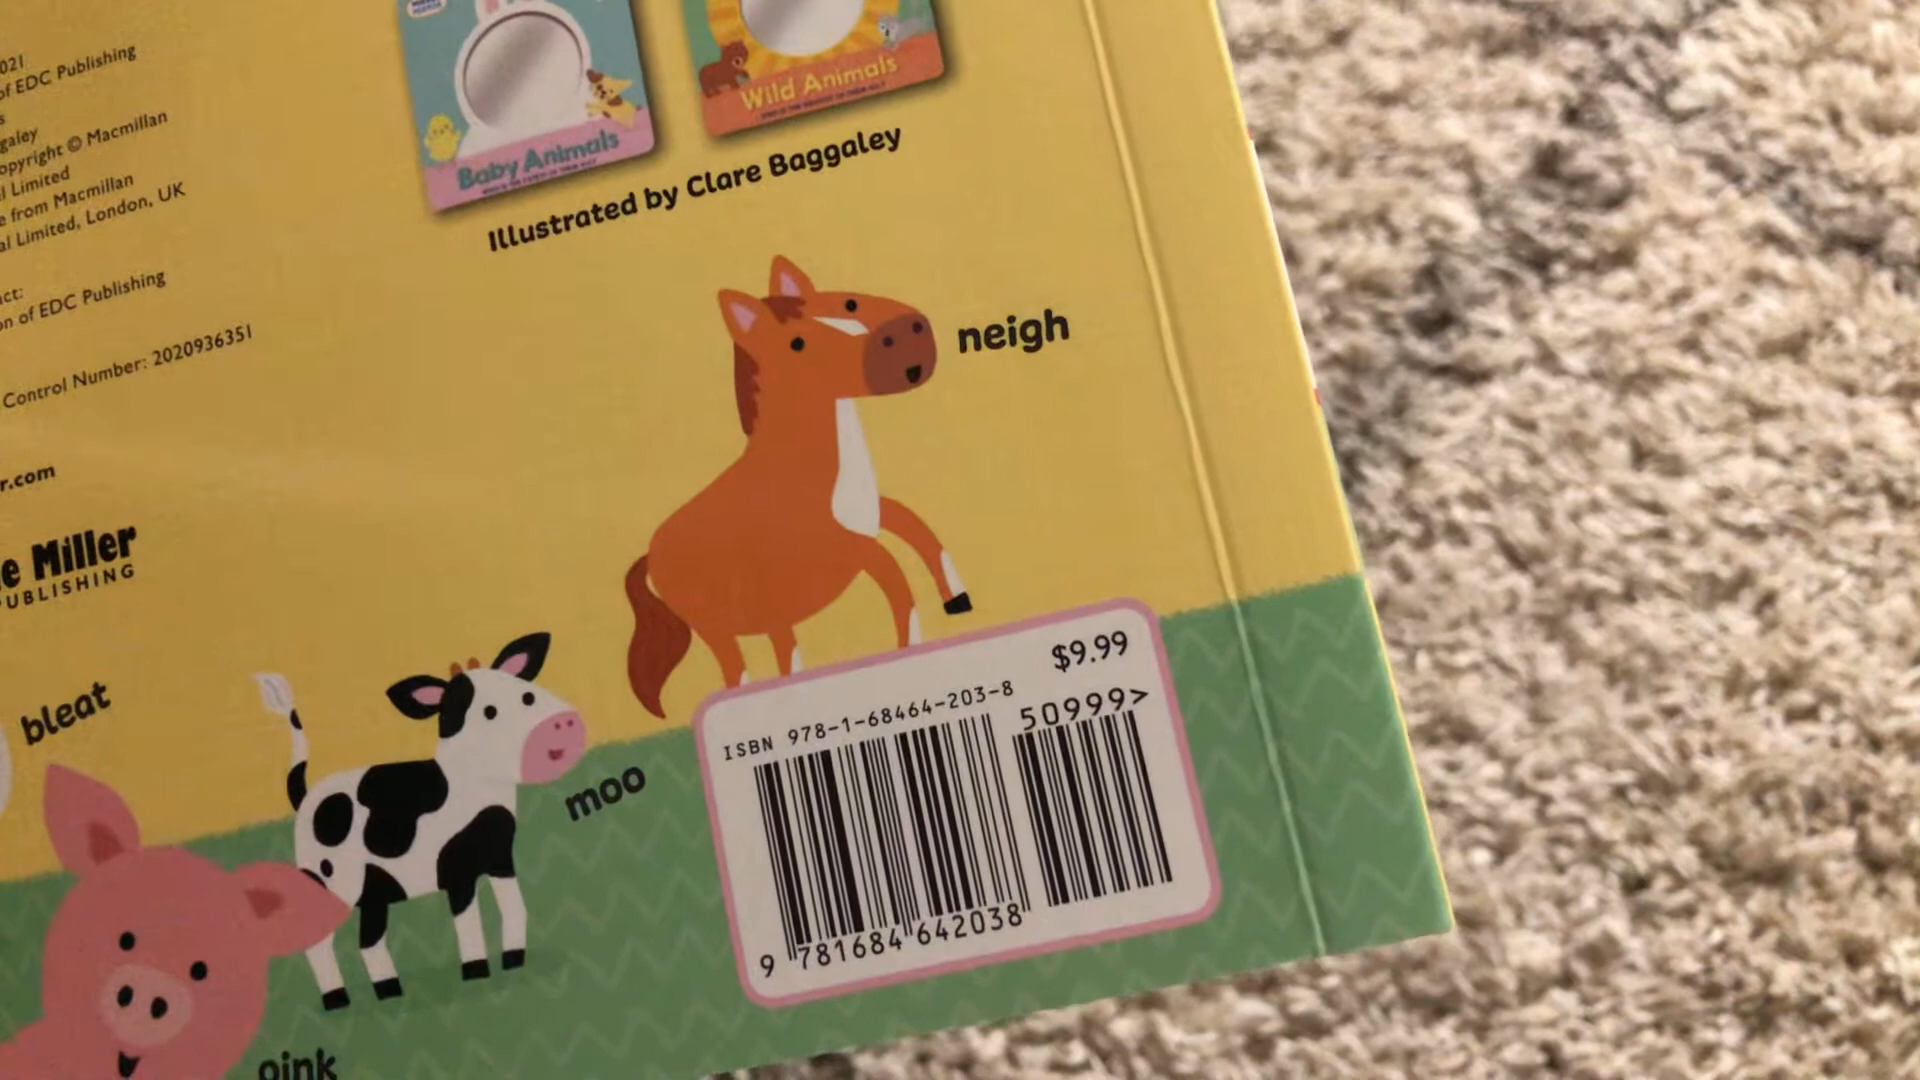 021
of EDC Publishing
s
galey
opyright © Macmillan
l Limited
e from Macmillan
al Limited, London, UK
act:
on of EDC Publishing
Control Number: 2020936351
r.com
e Miller
PUBLISHING
Baby Animals
Wild Animals
Illustrated by Clare Baggaley
neigh
bleat
moo
oink
$9.99
ISBN 978-1-68464-203-8
50999>
9 781684 642038